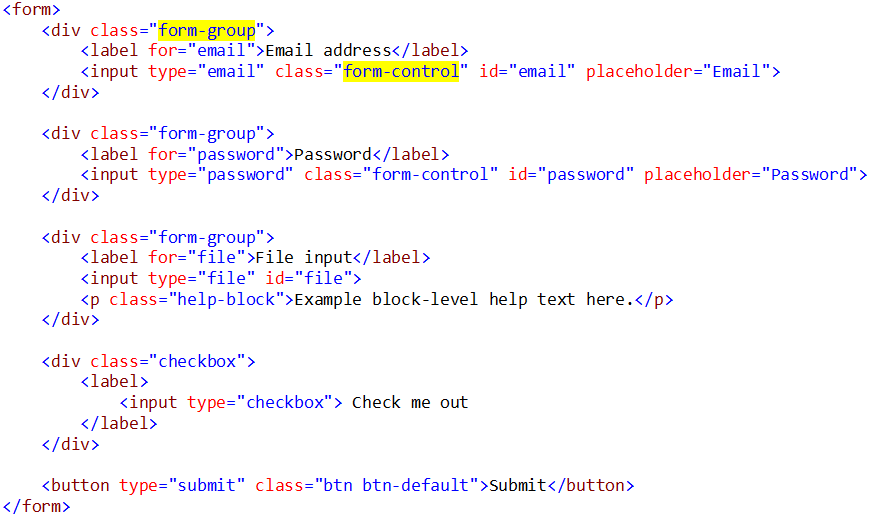 <form>
    <div class="form-group">
        <label for="email">Email address</label>
        <input type="email" class="form-control" id="email" placeholder="Email">
    </div>

    <div class="form-group">
        <label for="password">Password</label>
        <input type="password" class="form-control" id="password" placeholder="Password">
    </div>

    <div class="form-group">
        <label for="file">File input</label>
        <input type="file" id="file">
        <p class="help-block">Example block-level help text here.</p>
    </div>

    <div class="checkbox">
        <label>
            <input type="checkbox"> Check me out
        </label>
    </div>

    <button type="submit" class="btn btn-default">Submit</button>
</form>